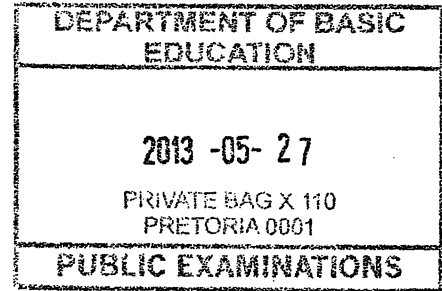 DEPARTMENT OF BASIC
EDUCATION
2013 -05- 27
PRIVATE BAG X 110
PRETORIA 0001
PUBLIC EXAMINATIONS